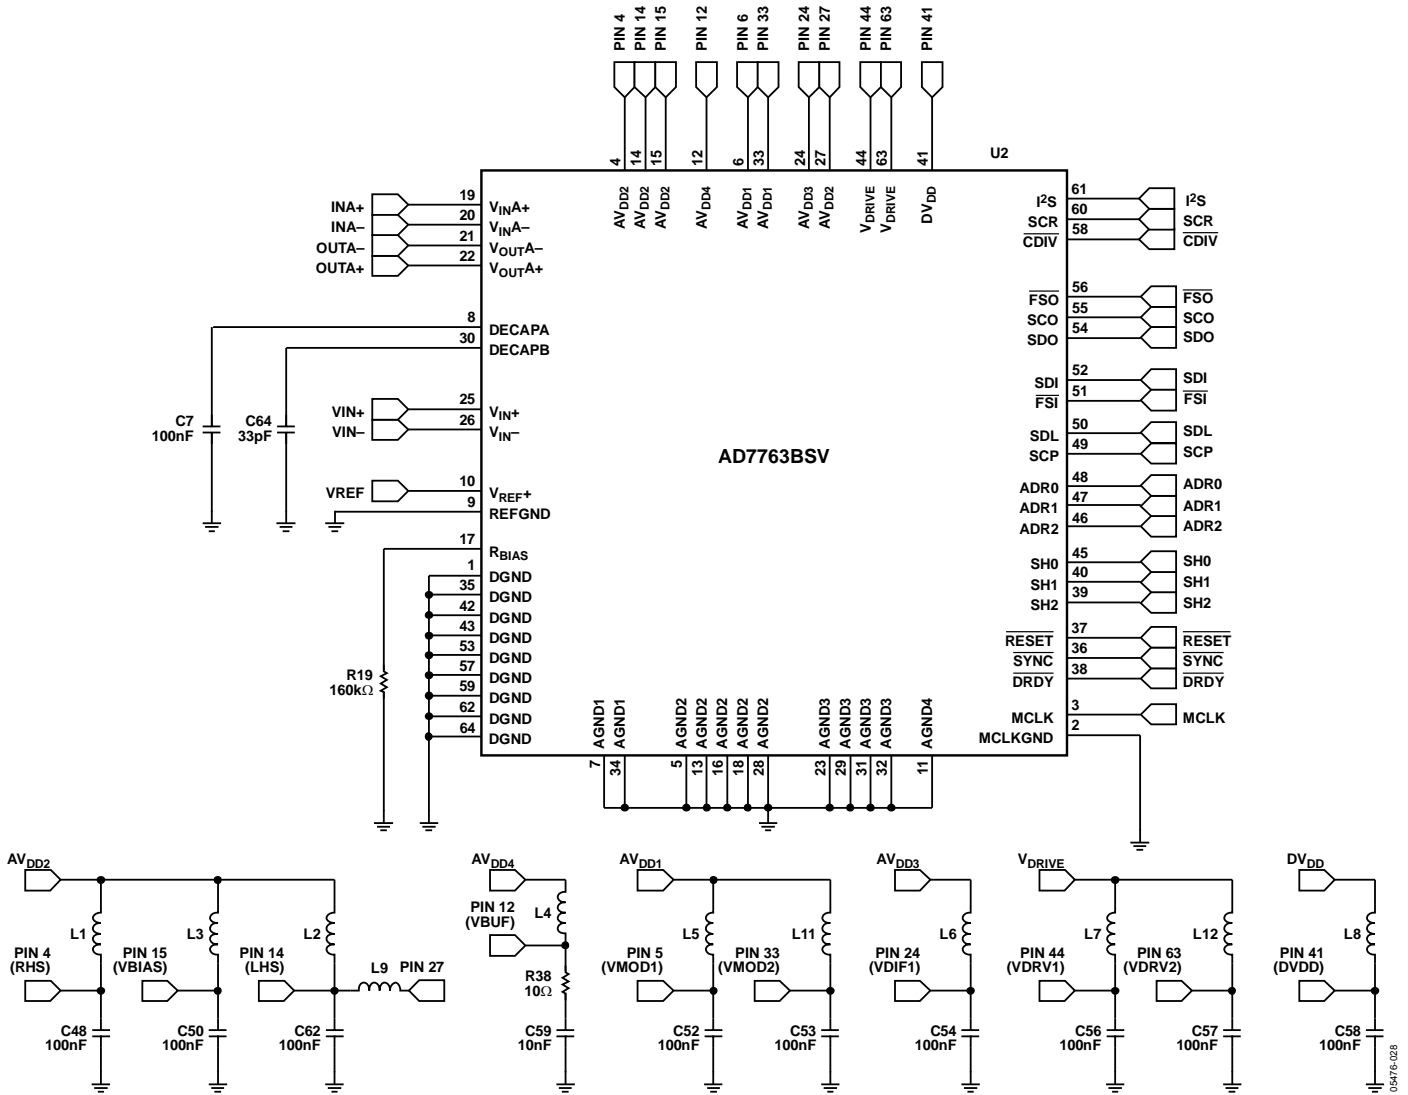 PIN 4
PIN 14
PIN 15
PIN 12
PIN 6
PIN 33
PIN 24
PIN 27
PIN 44
PIN 63
PIN 41
U2
4
14
15
12
6
33
24
27
44
63
41
AVDD2
AVDD2
AVDD2
AVDD4
AVDD1
AVDD1
AVDD3
AVDD2
VDRIVE
VDRIVE
DVDD
INA+ 19 VINA+
INA– 20 VINA–
OUTA– 21 VOUTA–
OUTA+ 22 VOUTA+
8 DECAPA
30 DECAPB
C7
100nF
C64
33pF
VIN+ 25 VIN+
VIN– 26 VIN–
VREF 10 VREF+
9 REFGND
17 RBIAS
R19
160kΩ
1 DGND
35 DGND
42 DGND
43 DGND
53 DGND
57 DGND
59 DGND
62 DGND
64 DGND
AD7763BSV
I²S 61 I²S
SCR 60 SCR
CDIV 58 CDIV
FSO 56 FSO
SCO 55 SCO
SDO 54 SDO
SDI 52 SDI
FSI 51 FSI
SDL 50 SDL
SCP 49 SCP
ADR0 48 ADR0
ADR1 47 ADR1
ADR2 46 ADR2
SH0 45 SH0
SH1 40 SH1
SH2 39 SH2
RESET 37 RESET
SYNC 36 SYNC
DRDY 38 DRDY
MCLK 3 MCLK
MCLKGND 2
AGND1
AGND1
AGND2
AGND2
AGND2
AGND2
AGND2
AGND3
AGND3
AGND3
AGND3
AGND4
7
34
5
13
16
18
28
23
29
31
32
11
AVDD2
L1
L3
L2
PIN 4
(RHS)
PIN 15
(VBIAS)
PIN 14
(LHS)
L9
PIN 27
C48
100nF
C50
100nF
C62
100nF
AVDD4
PIN 12
(VBUF)
L4
R38
10Ω
C59
10nF
AVDD1
L5
L11
PIN 5
(VMOD1)
PIN 33
(VMOD2)
C52
100nF
C53
100nF
AVDD3
L6
PIN 24
(VDIF1)
C54
100nF
VDRIVE
L7
L12
PIN 44
(VDRV1)
PIN 63
(VDRV2)
C56
100nF
C57
100nF
DVDD
L8
PIN 41
(DVDD)
C58
100nF
05476-028